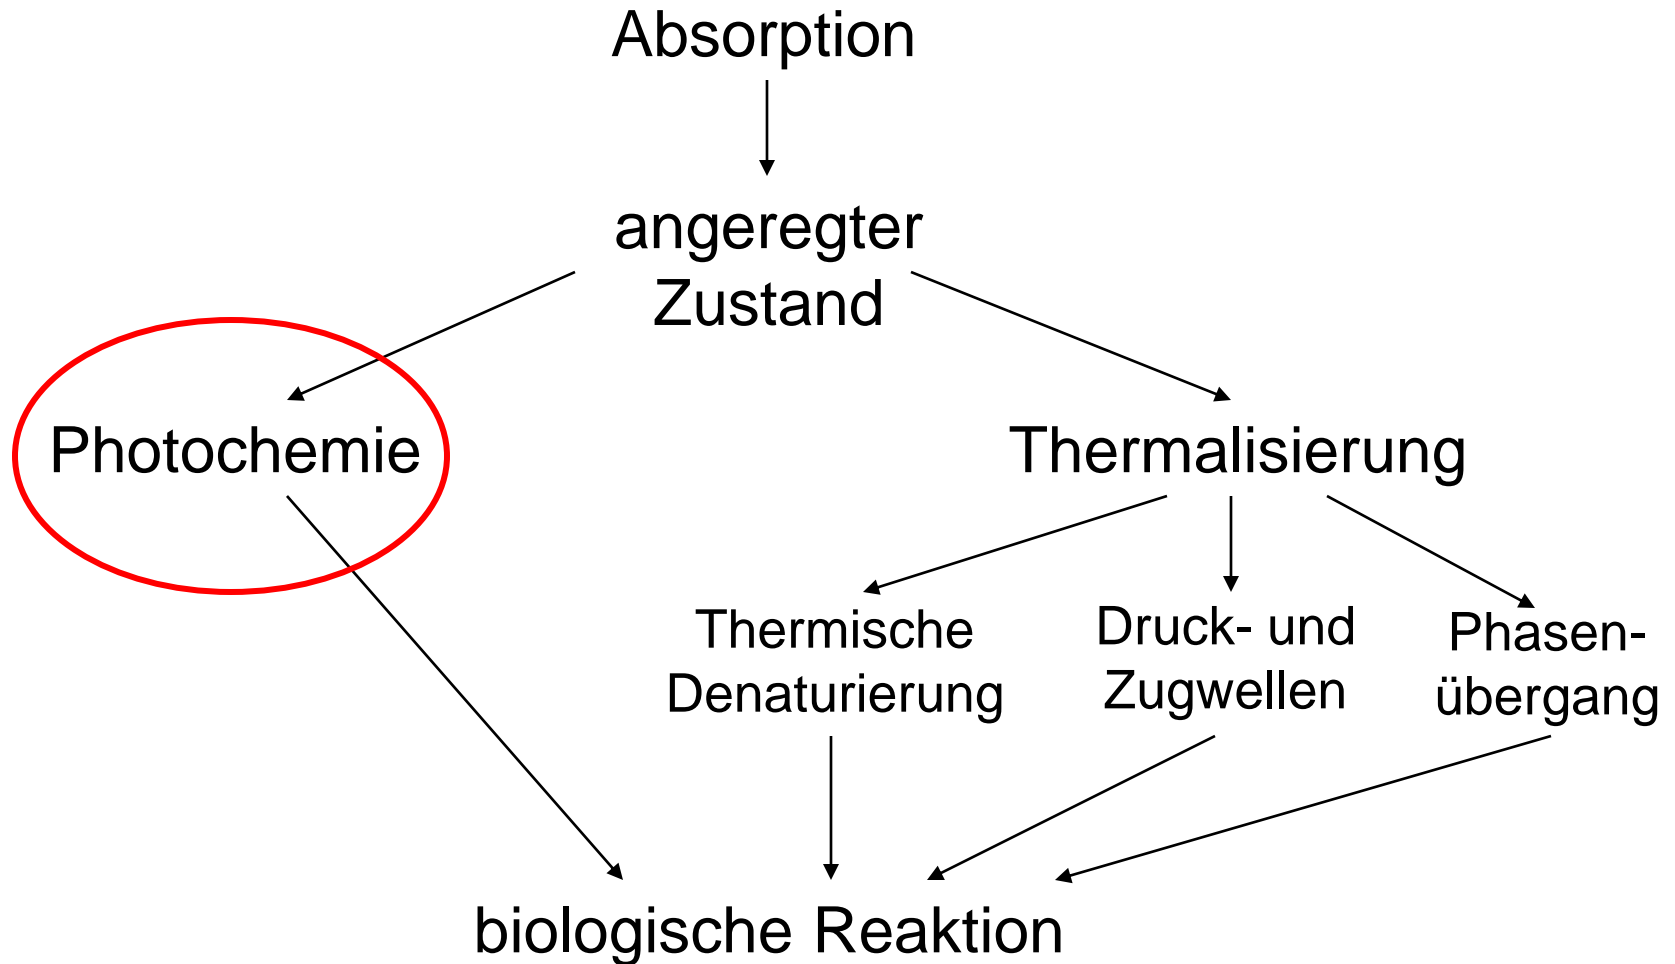 Absorption
angeregter
Zustand
Photochemie
Thermalisierung
Thermische
Denaturierung
Druck- und
Zugwellen
Phasen-
übergang
biologische Reaktion